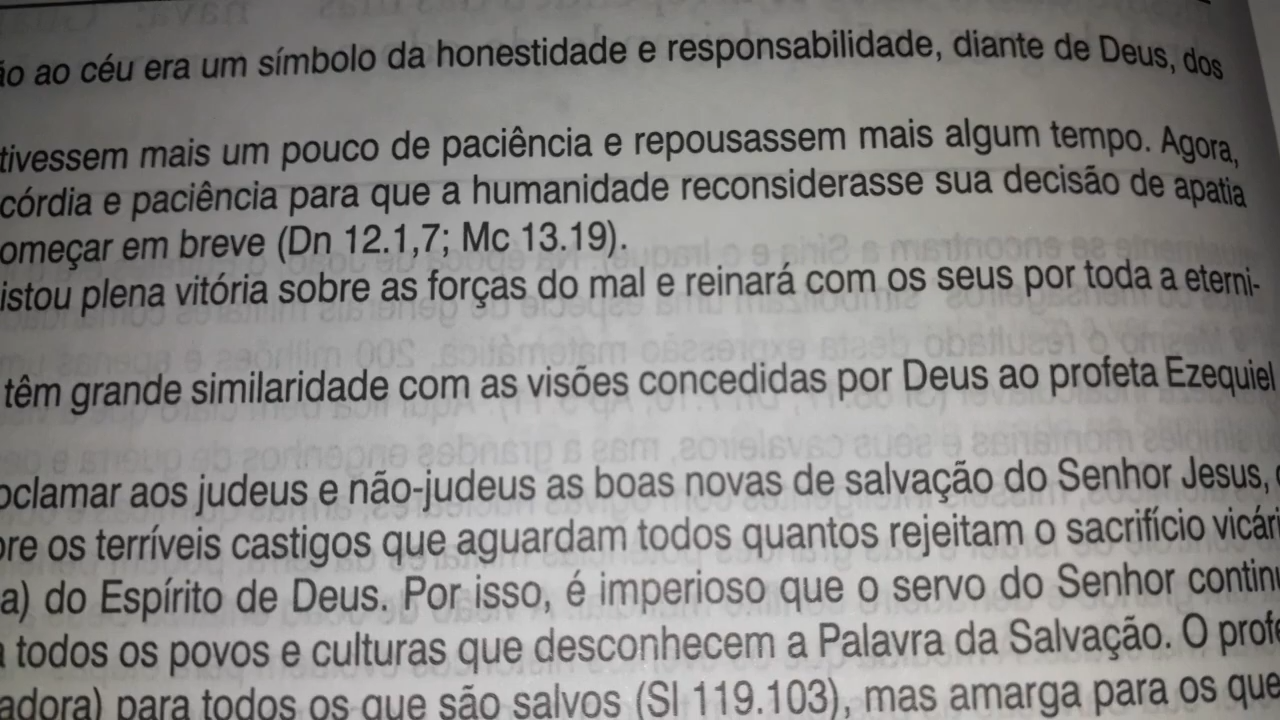 ao céu era um símbolo da honestidade e responsabilidade, diante de Deus, dos
tivessem mais um pouco de paciência e repousassem mais algum tempo. Agora,
córdia e paciência para que a humanidade reconsiderasse sua decisão de apatia
omeçar em breve (Dn 12.1,7; Mc 13.19).
istou plena vitória sobre as forças do mal e reinará com os seus por toda a eterni-
têm grande similaridade com as visões concedidas por Deus ao profeta Ezequiel
oclamar aos judeus e não-judeus as boas novas de salvação do Senhor Jesus,
re os terríveis castigos que aguardam todos quantos rejeitam o sacrifício vicári
a) do Espírito de Deus. Por isso, é imperioso que o servo do Senhor continu
a todos os povos e culturas que desconhecem a Palavra da Salvação. O profe
adora) para todos os que são salvos (Sl 119.103), mas amarga para os que